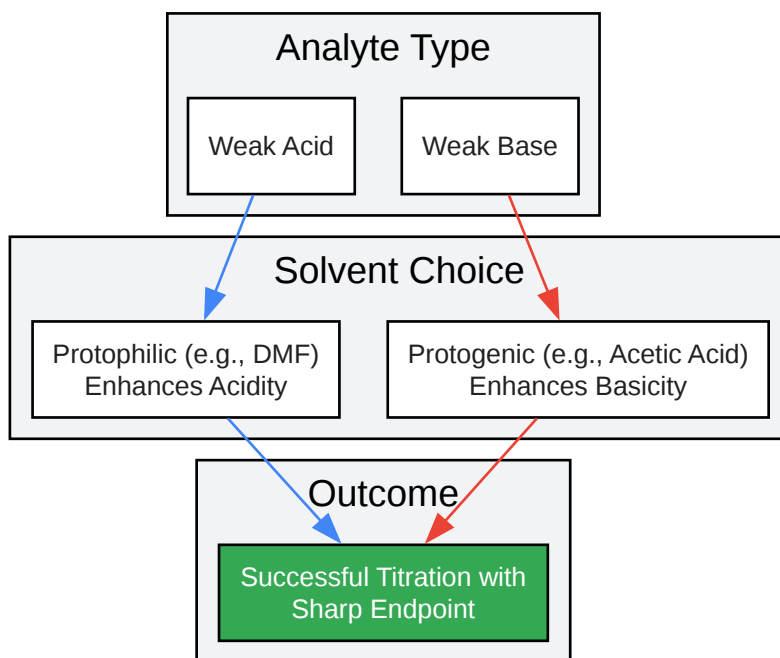 Analyte Type
Weak Acid
Weak Base
Solvent Choice
Protophilic (e.g., DMF)
Enhances Acidity
Protogenic (e.g., Acetic Acid)
Enhances Basicity
Outcome
Successful Titration with
Sharp Endpoint